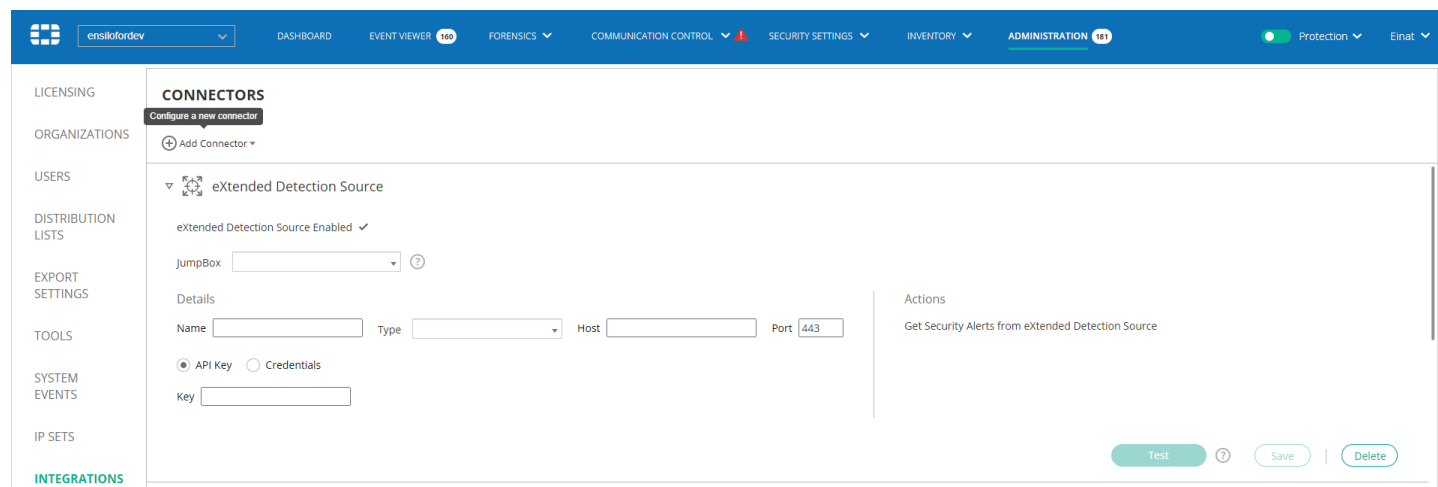 ensilofordev DASHBOARD EVENT VIEWER 160 FORENSICS COMMUNICATION CONTROL SECURITY SETTINGS INVENTORY ADMINISTRATION 181 Protection Einat
LICENSING
ORGANIZATIONS
USERS
DISTRIBUTION
LISTS
EXPORT
SETTINGS
TOOLS
SYSTEM
EVENTS
IP SETS
INTEGRATIONS
CONNECTORS
Configure a new connector
Add Connector
eXtended Detection Source
eXtended Detection Source Enabled
JumpBox ?
Details
Name Type Host Port 443
API Key Credentials
Key
Actions
Get Security Alerts from eXtended Detection Source
Test ? Save | Delete